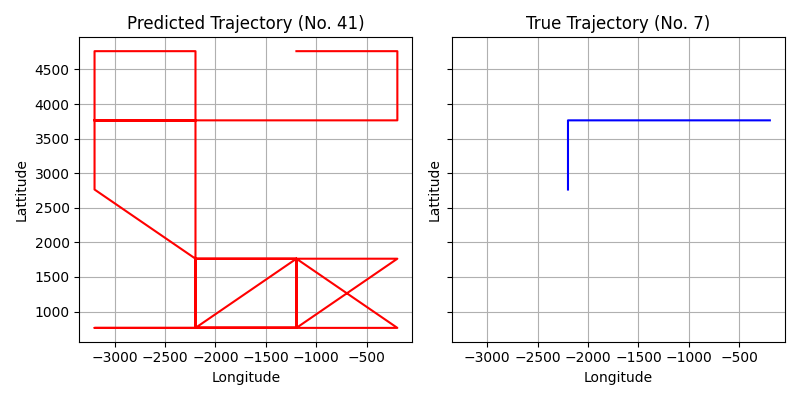 Predicted Trajectory (No. 41)
True Trajectory (No. 7)
4500
4000
3500
3000
2500
2000
1500
1000
Lattitude
Lattitude
−3000 −2500 −2000 −1500 −1000 −500
−3000 −2500 −2000 −1500 −1000 −500
Longitude
Longitude